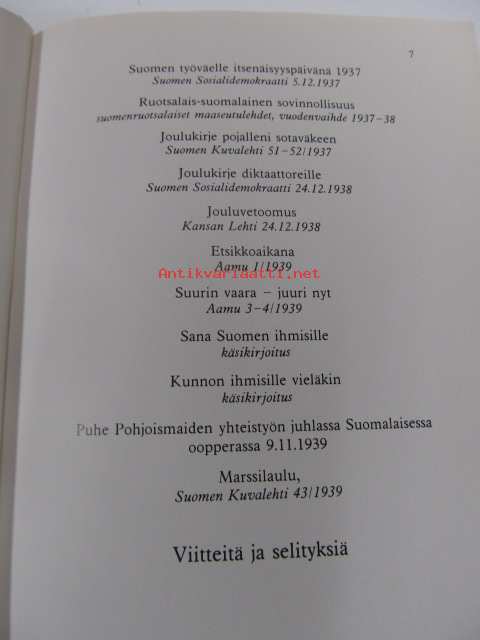 7
Suomen työväelle itsenäisyyspäivänä 1937
Suomen Sosialidemokraatti 5.12.1937
Ruotsalais-suomalainen sovinnollisuus
suomenruotsalaiset maaseutulehdet, vuodenvaihde 1937–38
Joulukirje pojalleni sotaväkeen
Suomen Kuvalehti 51–52/1937
Joulukirje diktaattoreille
Suomen Sosialidemokraatti 24.12.1938
Jouluvetoomus
Kansan Lehti 24.12.1938
Etsikkoaikana
Aamu 1/1939
Antikvariaatti.net
Suurin vaara – juuri nyt
Aamu 3–4/1939
Sana Suomen ihmisille
käsikirjoitus
Kunnon ihmisille vieläkin
käsikirjoitus
Puhe Pohjoismaiden yhteistyön juhlassa Suomalaisessa
oopperassa 9.11.1939
Marssilaulu,
Suomen Kuvalehti 43/1939
Viitteitä ja selityksiä